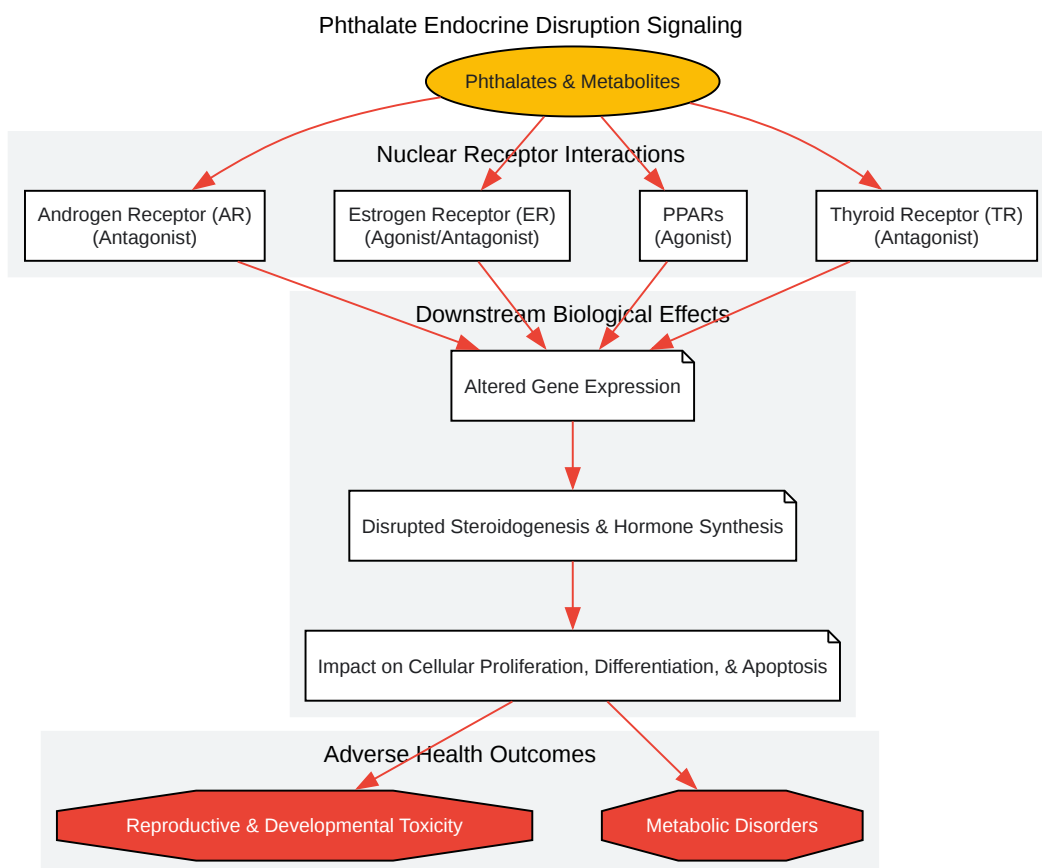 Phthalate Endocrine Disruption Signaling
Phthalates & Metabolites
Nuclear Receptor Interactions
Androgen Receptor (AR)
(Antagonist)
Estrogen Receptor (ER)
(Agonist/Antagonist)
PPARs
(Agonist)
Thyroid Receptor (TR)
(Antagonist)
Downstream Biological Effects
Altered Gene Expression
Disrupted Steroidogenesis & Hormone Synthesis
Impact on Cellular Proliferation, Differentiation, & Apoptosis
Adverse Health Outcomes
Reproductive & Developmental Toxicity
Metabolic Disorders